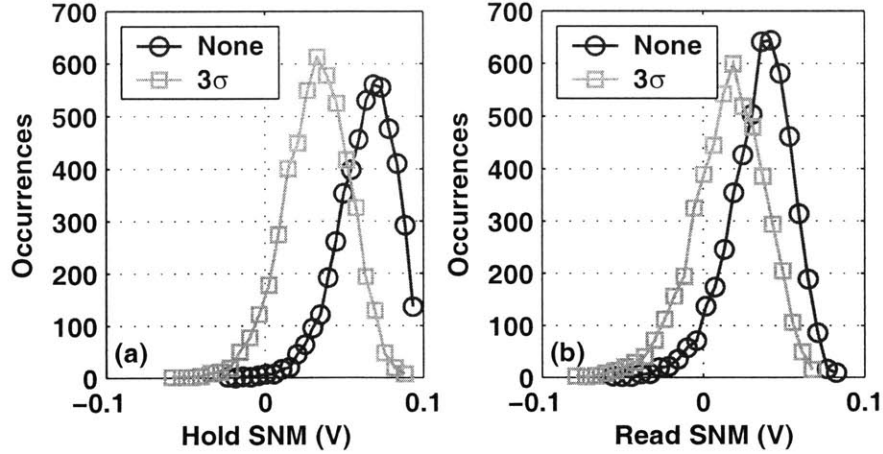 700
600
500
400
300
200
100
0
−0.1
0
0.1
Occurrences
Hold SNM (V)
None
3σ
(a)
700
600
500
400
300
200
100
0
−0.1
0
0.1
Occurrences
Read SNM (V)
None
3σ
(b)